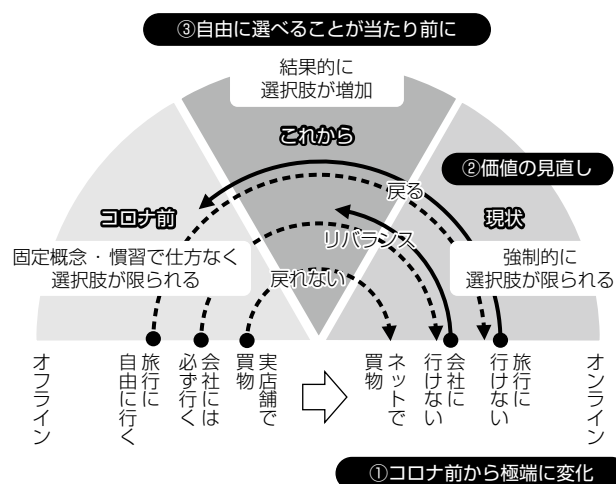 ③自由に選べることが当たり前に
結果的に
選択肢が増加
これから
②価値の見直し
戻る
コロナ前
リバランス
現状
固定概念・慣習で仕方なく
選択肢が限られる
戻れない
強制的に
選択肢が限られる
オフライン
旅行に
自由に行く
会社には
必ず行く
実店舗で
買物
ネットで
買物
会社に
行けない
旅行に
行けない
オンライン
①コロナ前から極端に変化